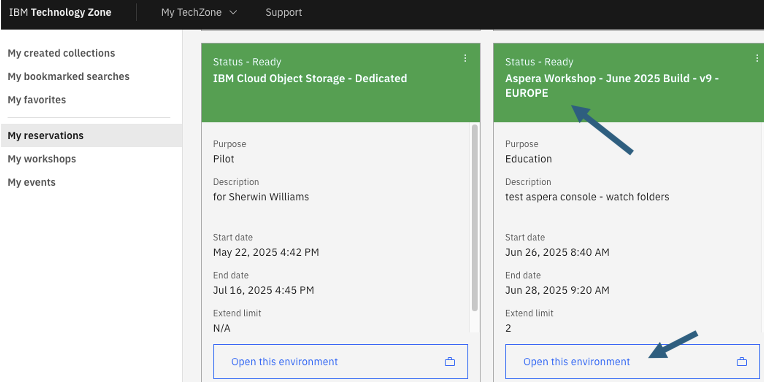 IBM Technology Zone
My TechZone
Support
My created collections
My bookmarked searches
My favorites
My reservations
My workshops
My events
Status - Ready
IBM Cloud Object Storage - Dedicated
Purpose
Pilot
Description
for Sherwin Williams
Start date
May 22, 2025 4:42 PM
End date
Jul 16, 2025 4:45 PM
Extend limit
N/A
Open this environment
Status - Ready
Aspera Workshop - June 2025 Build - v9 -
EUROPE
Purpose
Education
Description
test aspera console - watch folders
Start date
Jun 26, 2025 8:40 AM
End date
Jun 28, 2025 9:20 AM
Extend limit
2
Open this environment